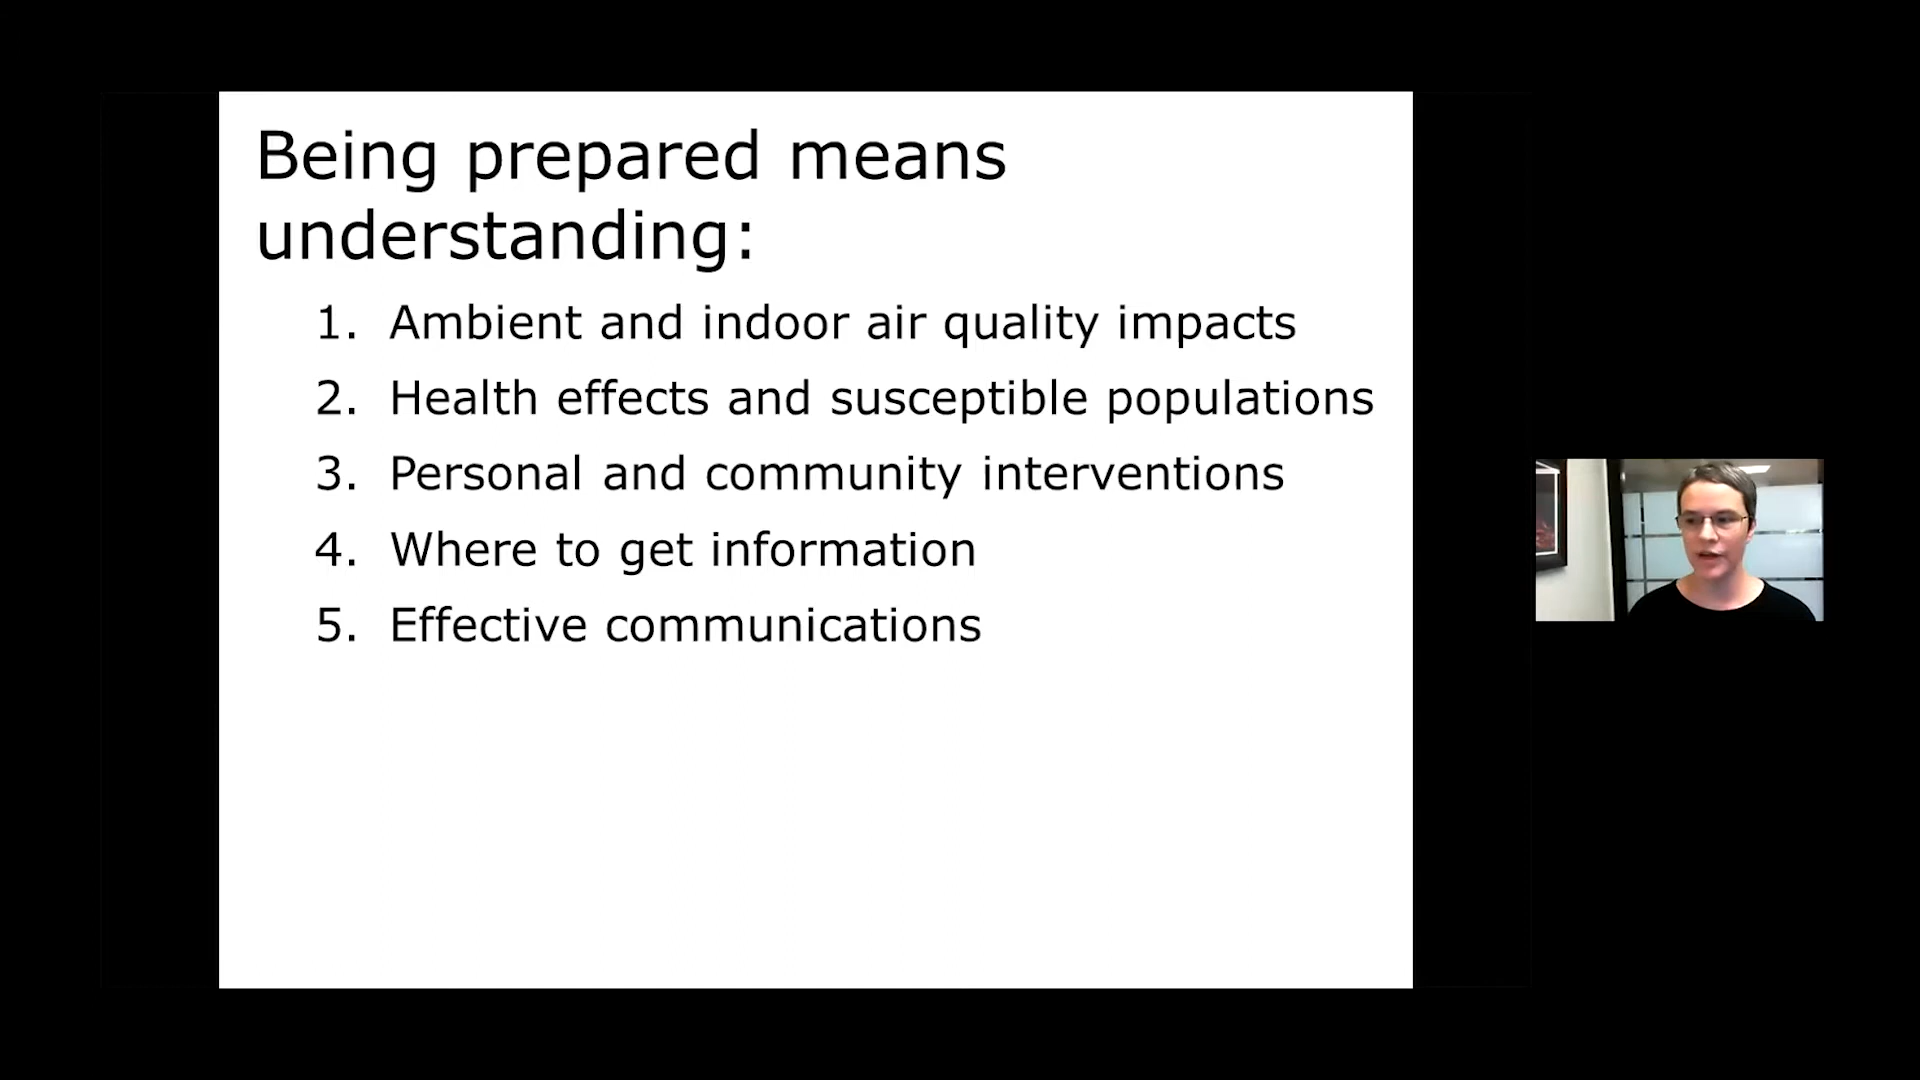 Being prepared means
understanding:
1. Ambient and indoor air quality impacts
2. Health effects and susceptible populations
3. Personal and community interventions
4. Where to get information
5. Effective communications